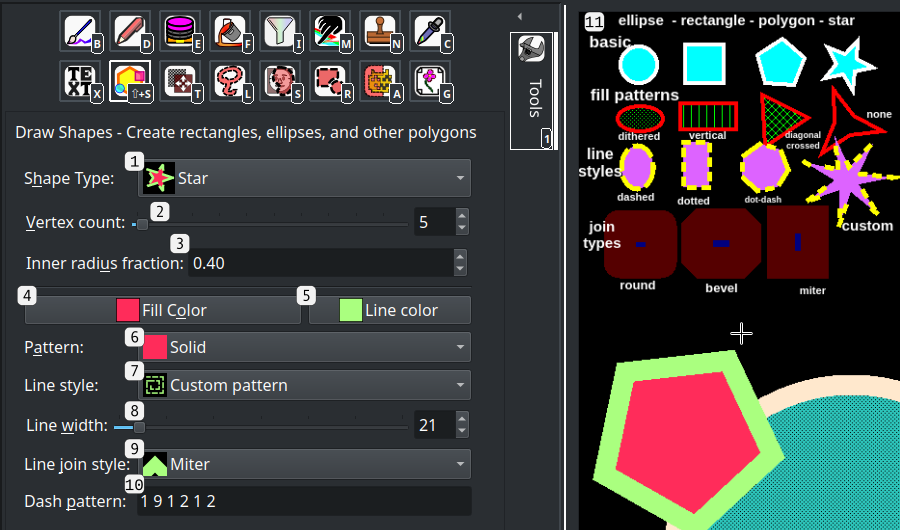 B
D
E
F
I
M
N
C
TEXT
X
⇧+S
T
L
S
R
A
G
Tools
1
Draw Shapes - Create rectangles, ellipses, and other polygons
1
Shape Type:
Star
2
Vertex count:
5
3
Inner radius fraction:
0.40
4
Fill Color
5
Line color
6
Pattern:
Solid
7
Line style:
Custom pattern
8
Line width:
21
9
Line join style:
Miter
10
Dash pattern:
1 9 1 2 1 2
11
ellipse - rectangle - polygon - star
basic
fill patterns
dithered
vertical
diagonal
crossed
none
line
styles
dashed
dotted
dot-dash
custom
join
types
round
bevel
miter